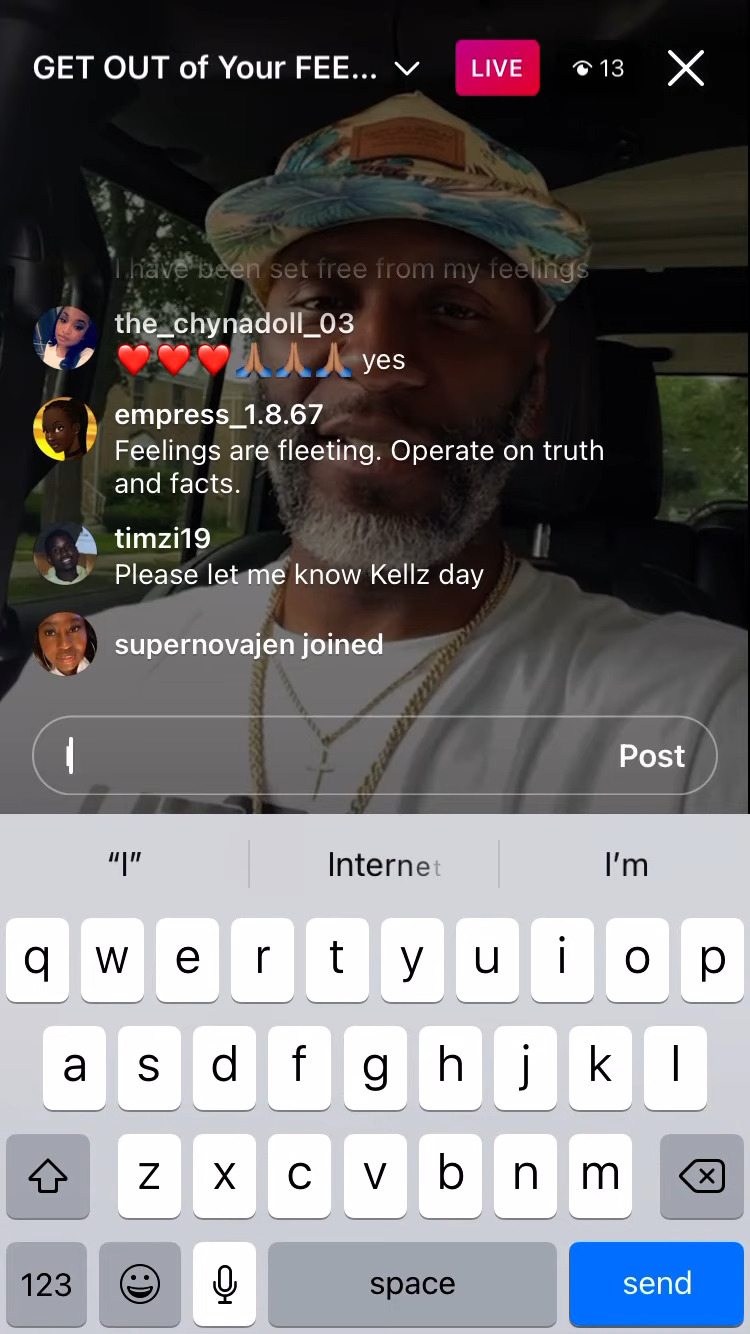 GET OUT of Your FEE...
LIVE
13
I have been set free from my feelings
the_chynadoll_03
❤️❤️❤️🙏🏽🙏🏽🙏🏽 yes
empress_1.8.67
Feelings are fleeting. Operate on truth
and facts.
timzi19
Please let me know Kellz day
supernovajen joined
I
Post
“I”
Internet
I’m
q w e r t y u i o p
a s d f g h j k l
z x c v b n m
123
space
send